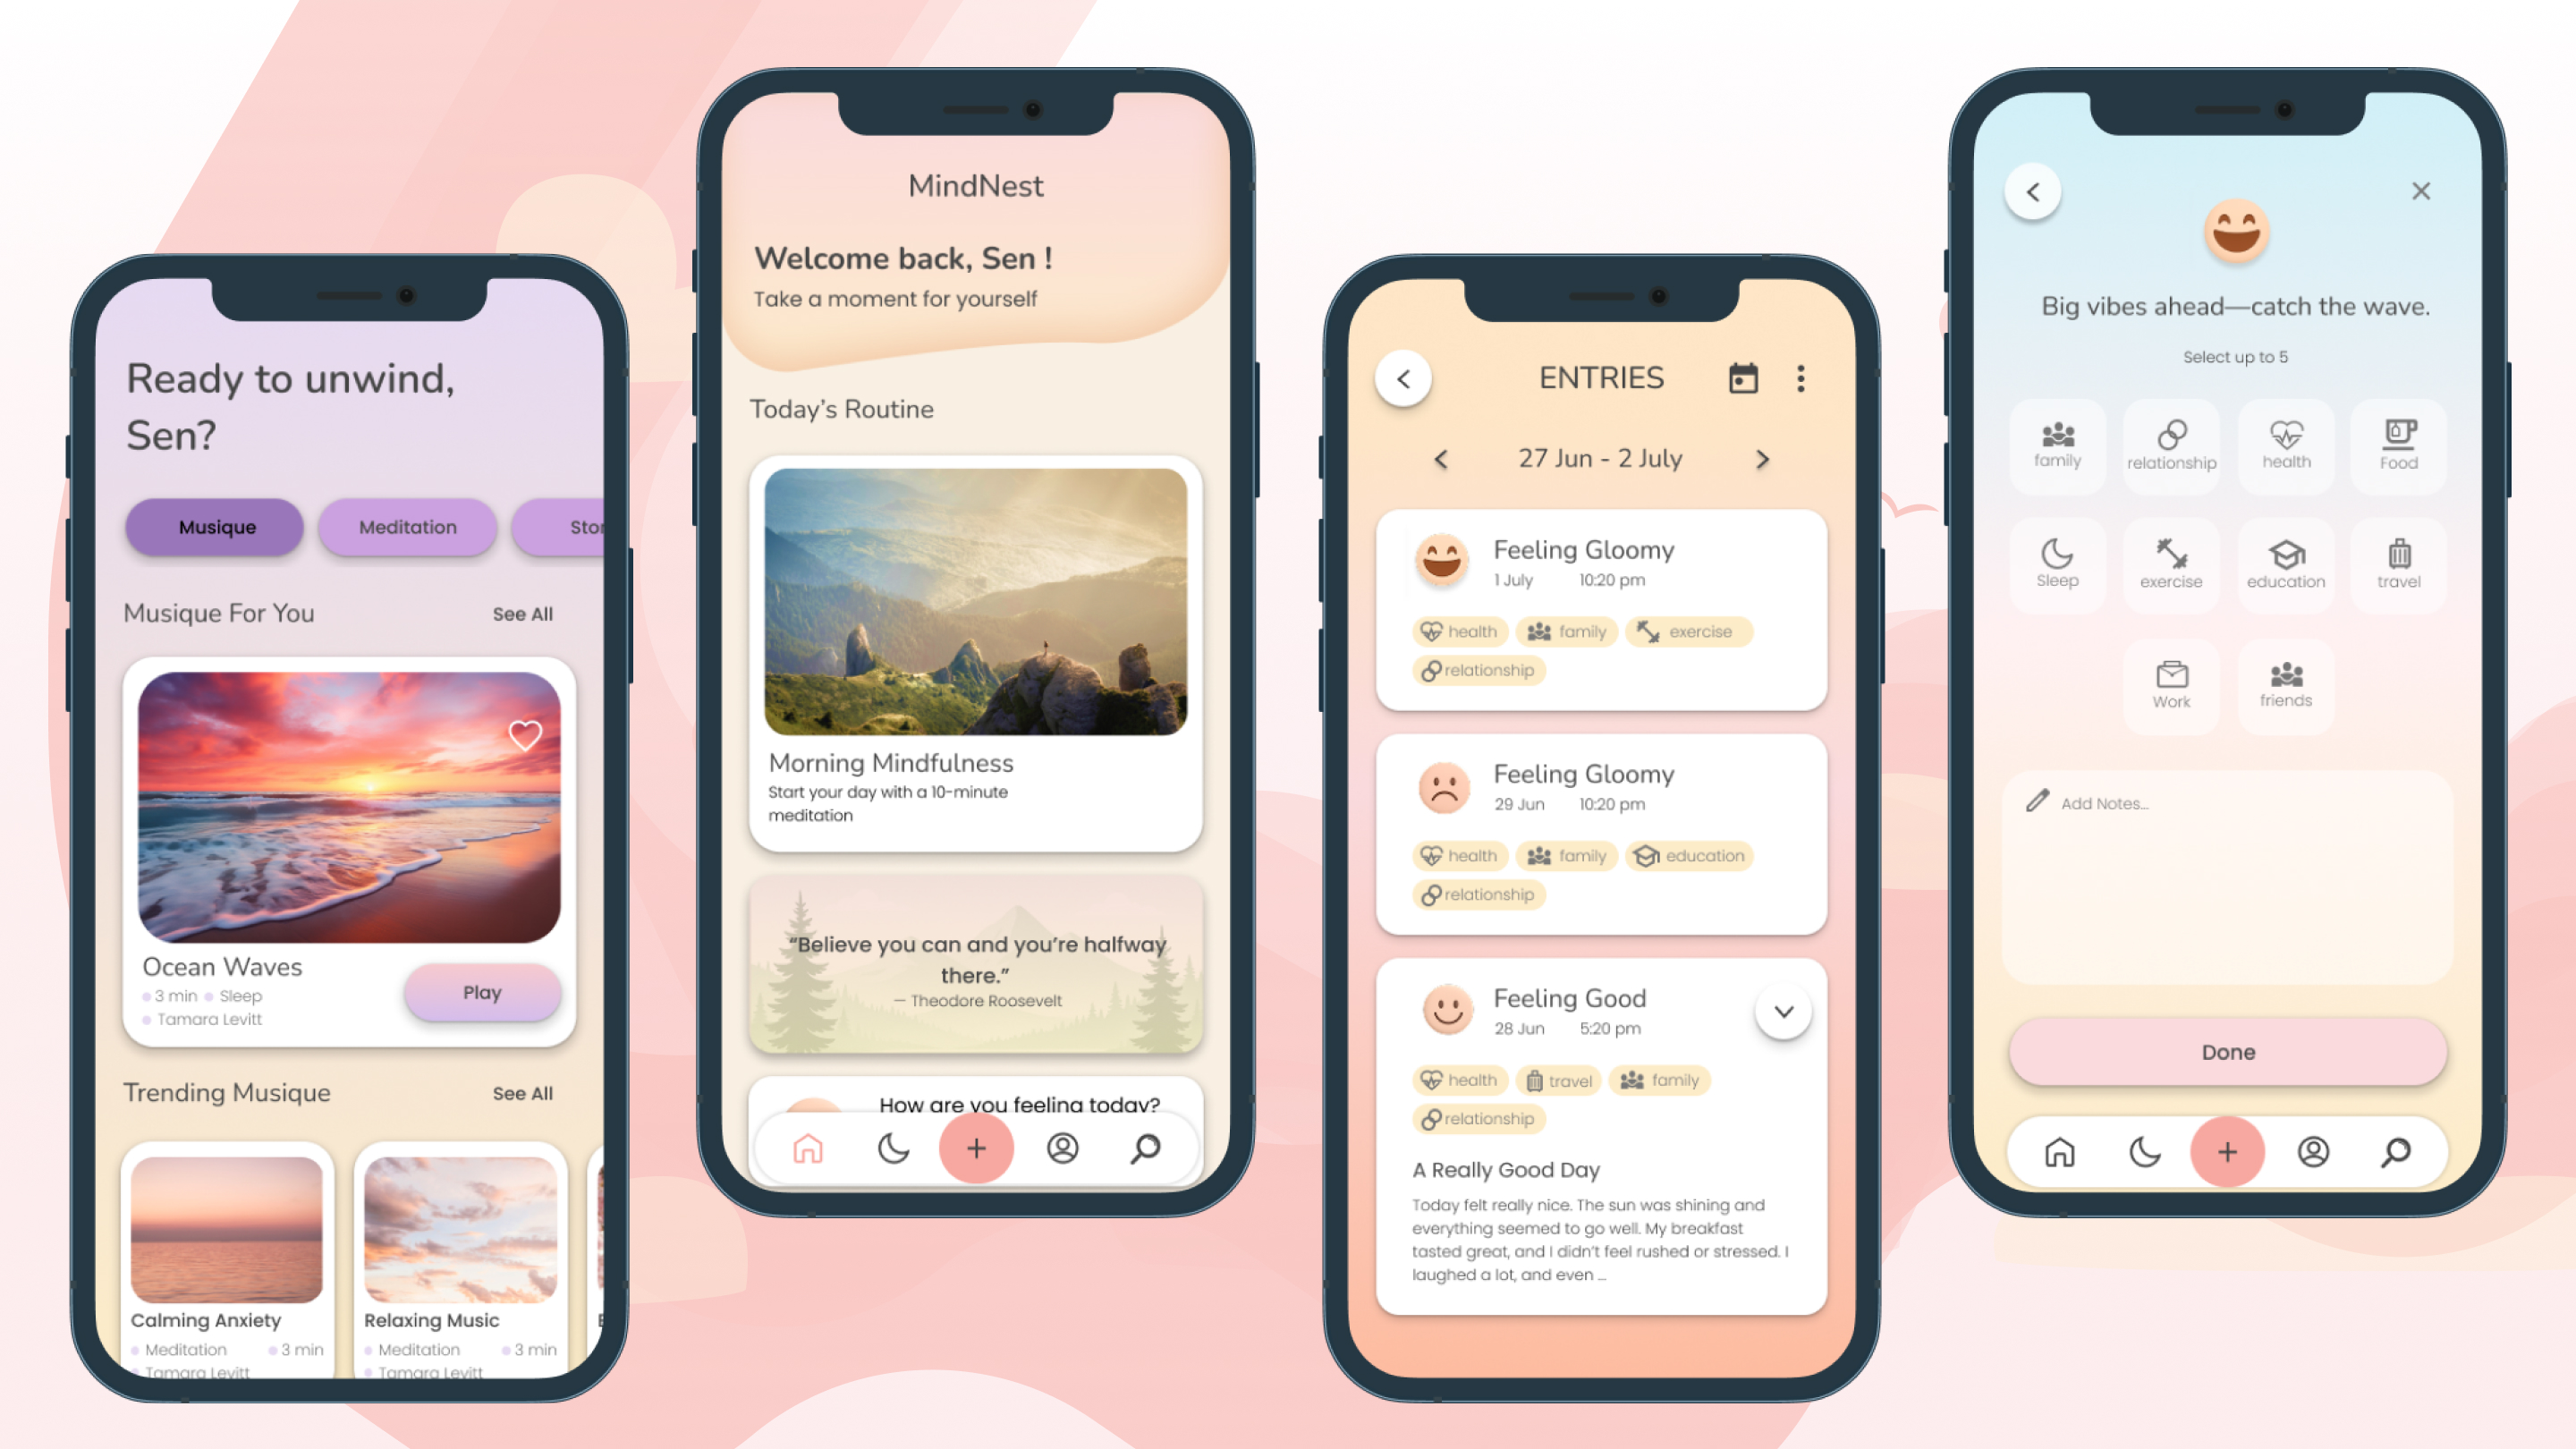 Ready to unwind,
Sen?
Musique
Meditation
Musique For You
See All
Ocean Waves
3 min Sleep
Tamara Levitt
Play
Trending Musique
See All
Calming Anxiety
Meditation 3 min
Tamara Levitt
Relaxing Music
Meditation 3 min
Tamara Levitt
MindNest
Welcome back, Sen !
Take a moment for yourself
Today’s Routine
Morning Mindfulness
Start your day with a 10-minute
meditation
“Believe you can and you’re halfway
there.”
— Theodore Roosevelt
How are you feeling today?
ENTRIES
27 Jun - 2 July
Feeling Gloomy
1 July 10:20 pm
health family exercise
relationship
Feeling Gloomy
29 Jun 10:20 pm
health family education
relationship
Feeling Good
28 Jun 5:20 pm
health travel family
relationship
A Really Good Day
Today felt really nice. The sun was shining and
everything seemed to go well. My breakfast
tasted great, and I didn’t feel rushed or stressed. I
laughed a lot, and even ...
Big vibes ahead—catch the wave.
Select up to 5
family relationship health Food
Sleep exercise education travel
Work friends
Add Notes...
Done